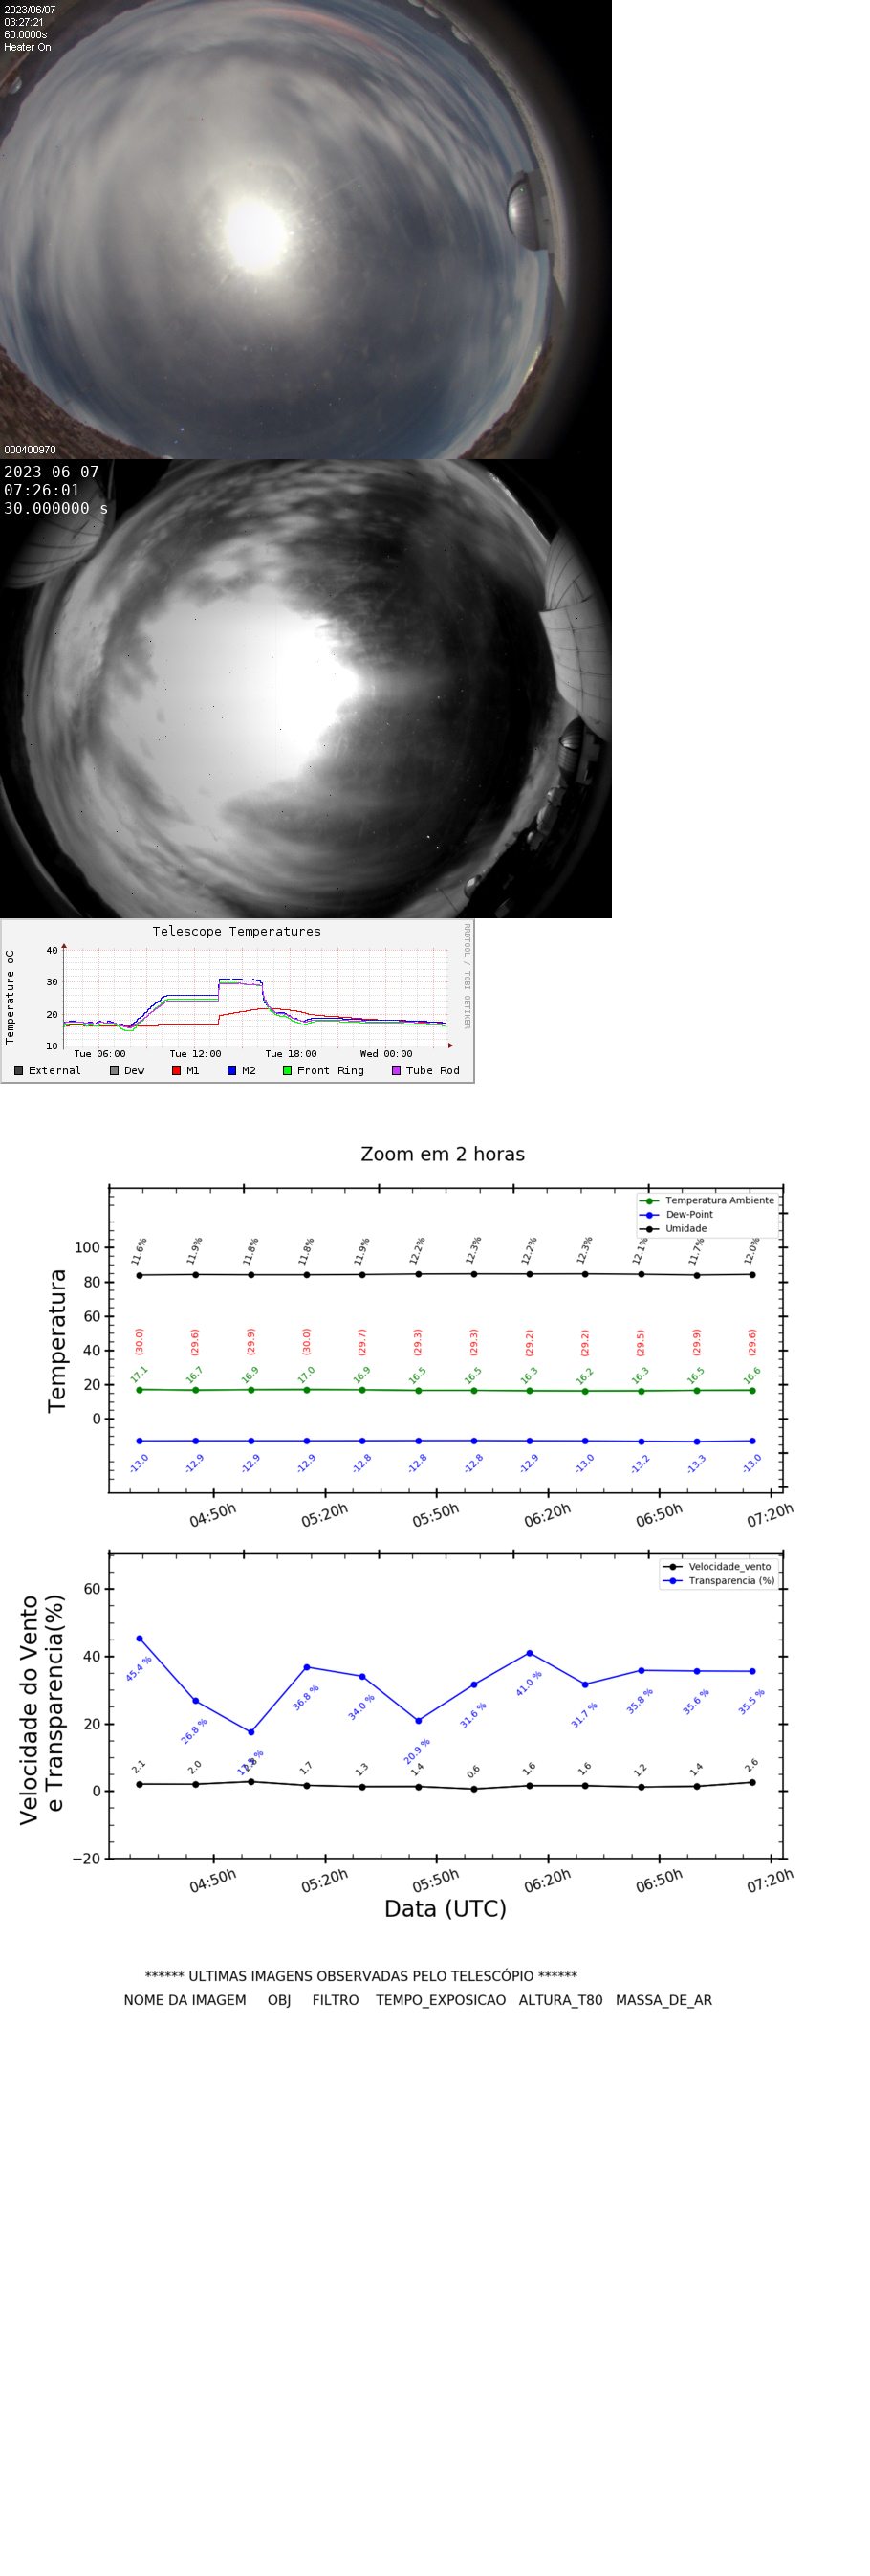 2023/06/07
03:27:21
60.0000s
Heater On
000400970
2023-06-07
07:26:01
30.000000 s
Telescope Temperatures
RRDTOOL / TOBI OETIKER
Temperature oC
40
30
20
10
Tue 06:00 Tue 12:00 Tue 18:00 Wed 00:00
External Dew M1 M2 Front Ring Tube Rod
Zoom em 2 horas
Temperatura Ambiente
Dew-Point
Umidade
Temperatura
100
80
60
40
20
0
11.6% 11.9% 11.8% 11.8% 11.9% 12.2% 12.3% 12.2% 12.3% 12.1% 11.7% 12.0%
(30.0) (29.6) (29.9) (30.0) (29.7) (29.3) (29.3) (29.2) (29.2) (29.5) (29.9) (29.6)
17.1 16.7 16.9 17.0 16.9 16.5 16.5 16.3 16.2 16.3 16.5 16.6
-13.0 -12.9 -12.9 -12.9 -12.8 -12.8 -12.8 -12.9 -13.0 -13.2 -13.3 -13.0
04:50h 05:20h 05:50h 06:20h 06:50h 07:20h
Velocidade_vento
Transparencia (%)
Velocidade do Vento
e Transparencia(%)
60
40
20
0
−20
45.4 % 26.8 % 36.8 % 34.0 % 20.9 % 31.6 % 41.0 % 31.7 % 35.8 % 35.6 % 35.5 %
2.1 2.0 1.7 1.3 1.4 0.6 1.6 1.6 1.2 1.4 2.6
04:50h 05:20h 05:50h 06:20h 06:50h 07:20h
Data (UTC)
****** ULTIMAS IMAGENS OBSERVADAS PELO TELESCÓPIO ******
NOME DA IMAGEM OBJ FILTRO TEMPO_EXPOSICAO ALTURA_T80 MASSA_DE_AR